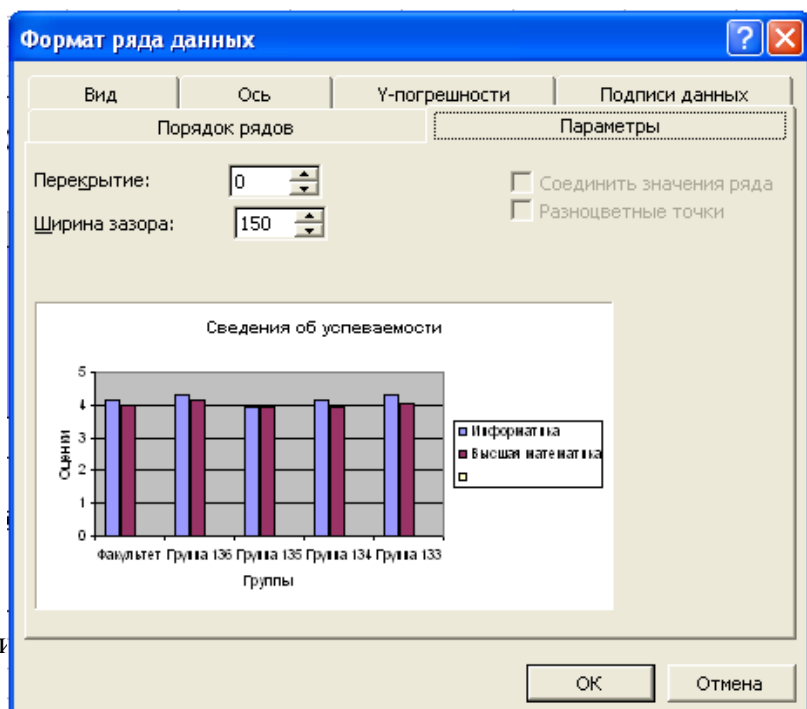 Формат ряда данных
Вид Ось Y-погрешности Подписи данных
Порядок рядов Параметры
Перекрытие: 0
Соединить значения ряда
Ширина зазора: 150
Разноцветные точки
Сведения об успеваемости
5
4
3
2
1
0
Оценки
Информатика
Высшая математика
Факультет Группа 136 Группа 135 Группа 134 Группа 133
Группы
ОК Отмена